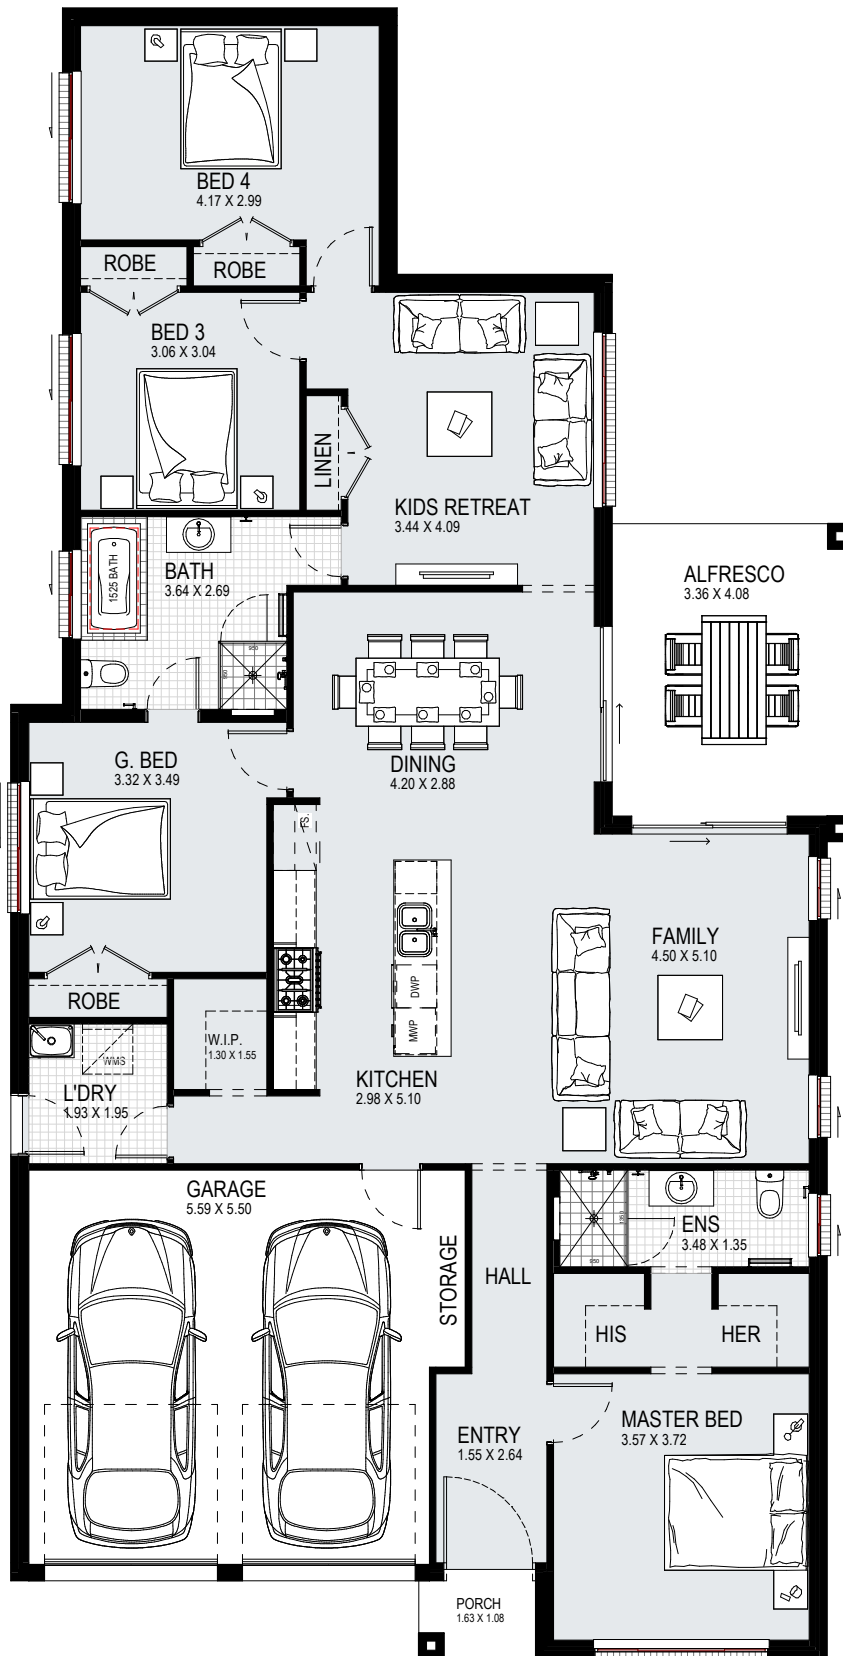 BED 4
4.17 X 2.99
ROBE
ROBE
BED 3
3.06 X 3.04
LINEN
KIDS RETREAT
3.44 X 4.09
BATH
3.64 X 2.69
1525 BATH
950
950
ALFRESCO
3.36 X 4.08
G. BED
3.32 X 3.49
DINING
4.20 X 2.88
FS.
FAMILY
4.50 X 5.10
DWP
MWP
ROBE
W.I.P.
1.30 X 1.55
WMS
KITCHEN
2.98 X 5.10
L'DRY
1.93 X 1.95
GARAGE
5.59 X 5.50
STORAGE
HALL
ENS
3.48 X 1.35
950
HIS
HER
ENTRY
1.55 X 2.64
MASTER BED
3.57 X 3.72
PORCH
1.63 X 1.08